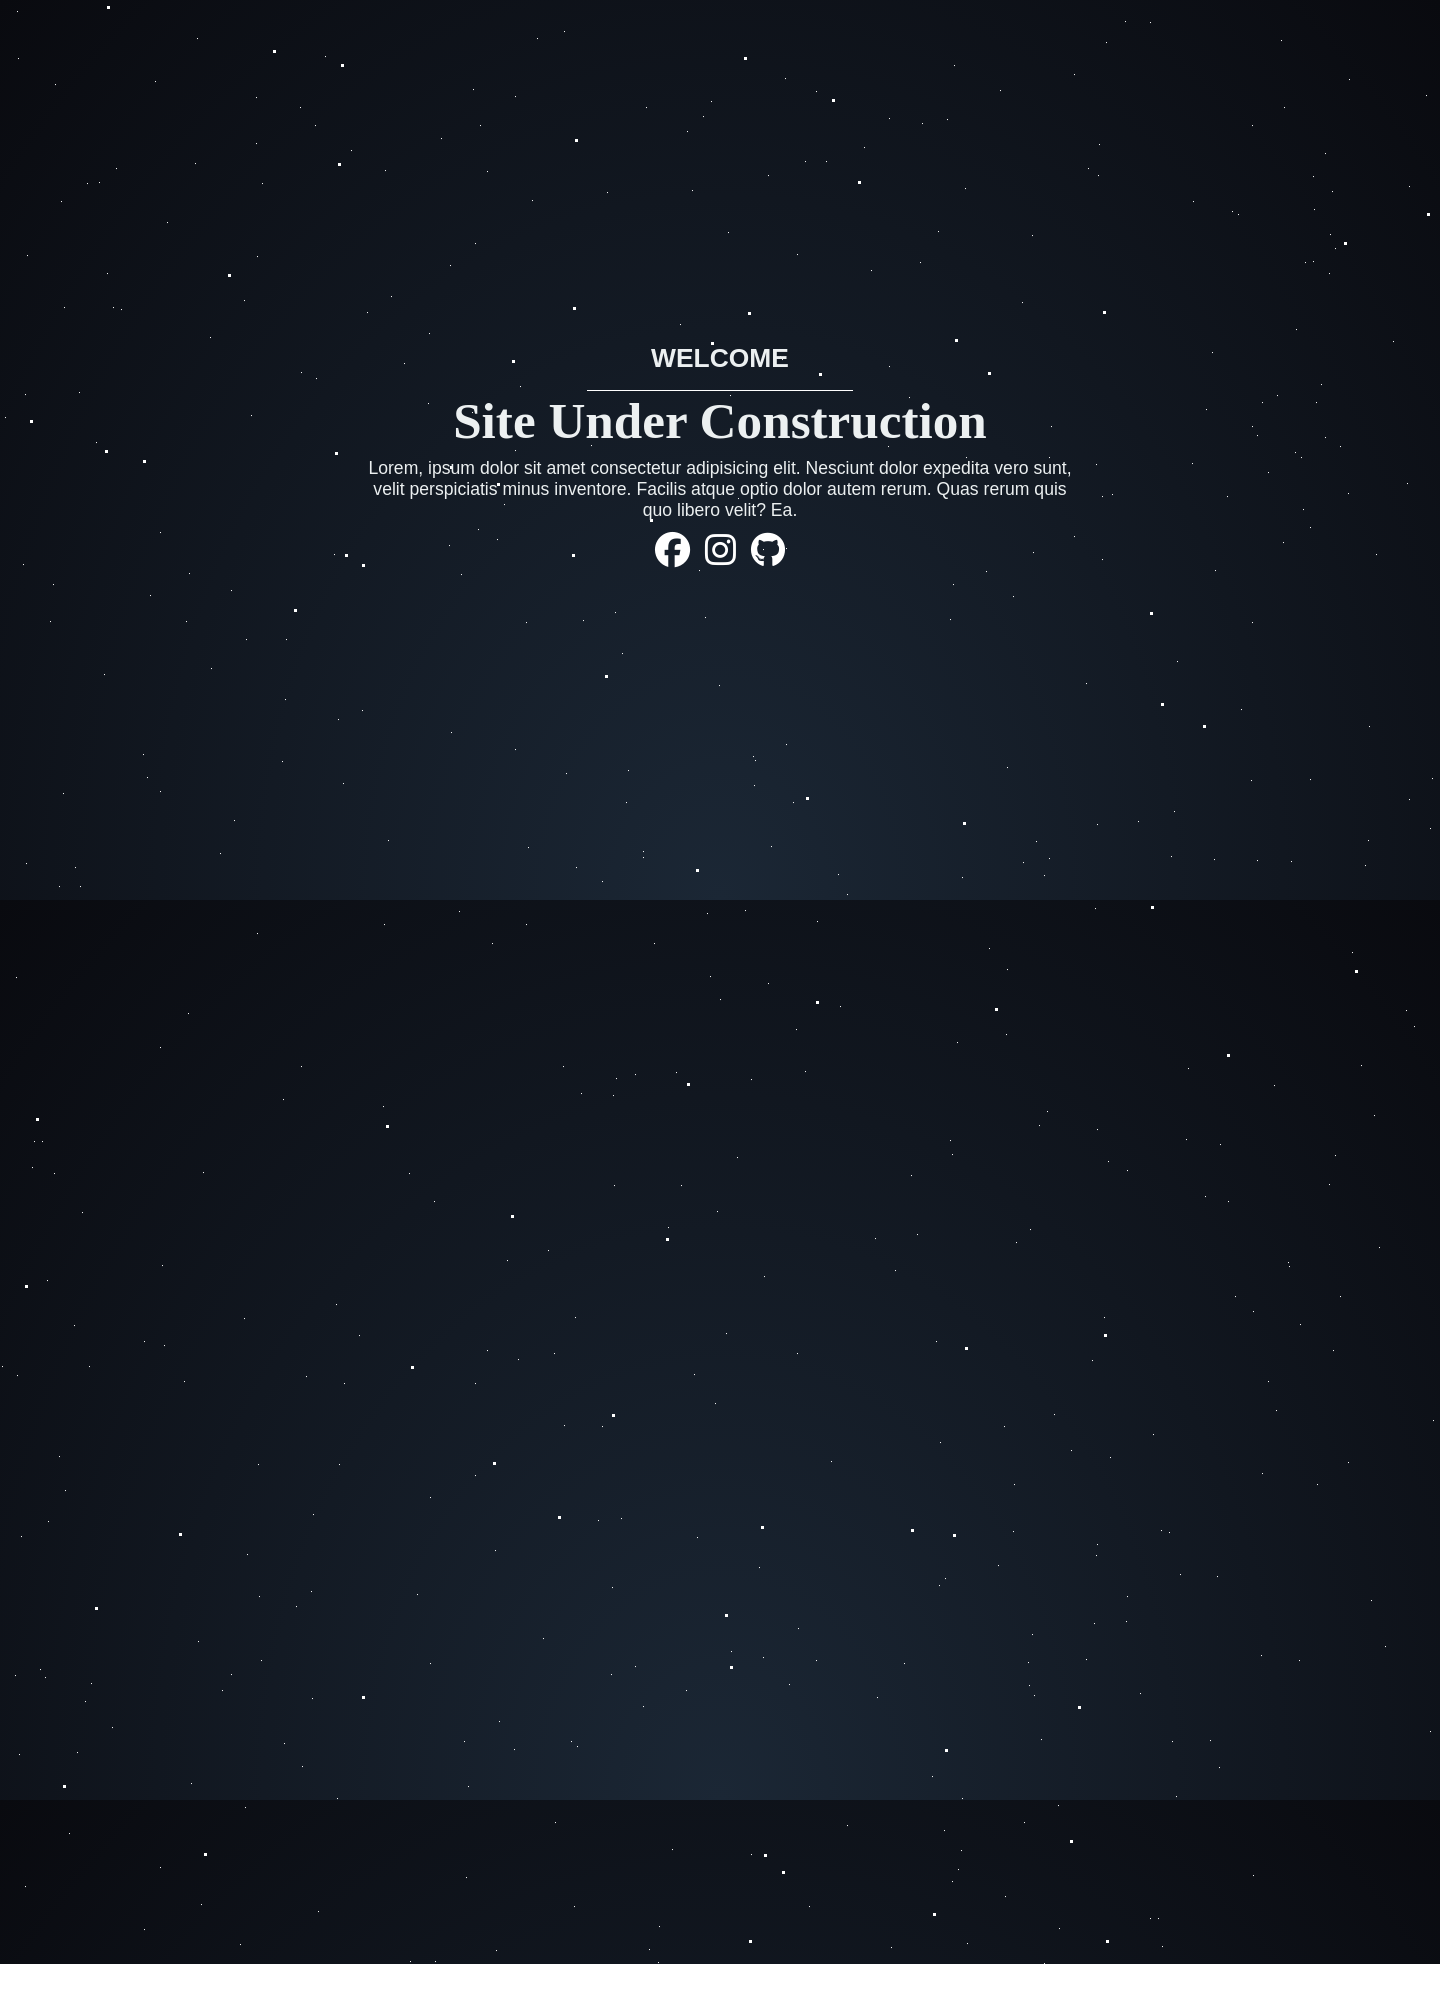 WELCOME
Site Under Construction
Lorem, ipsum dolor sit amet consectetur adipisicing elit. Nesciunt dolor expedita vero sunt,
velit perspiciatis minus inventore. Facilis atque optio dolor autem rerum. Quas rerum quis
quo libero velit? Ea.